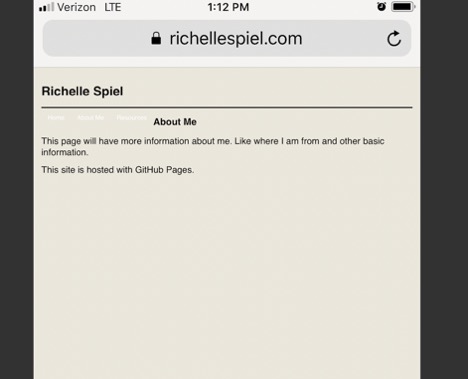 Verizon LTE 1:12 PM
richellespiel.com
Richelle Spiel
Home About Me Resources
About Me
This page will have more information about me. Like where I am from and other basic
information.
This site is hosted with GitHub Pages.